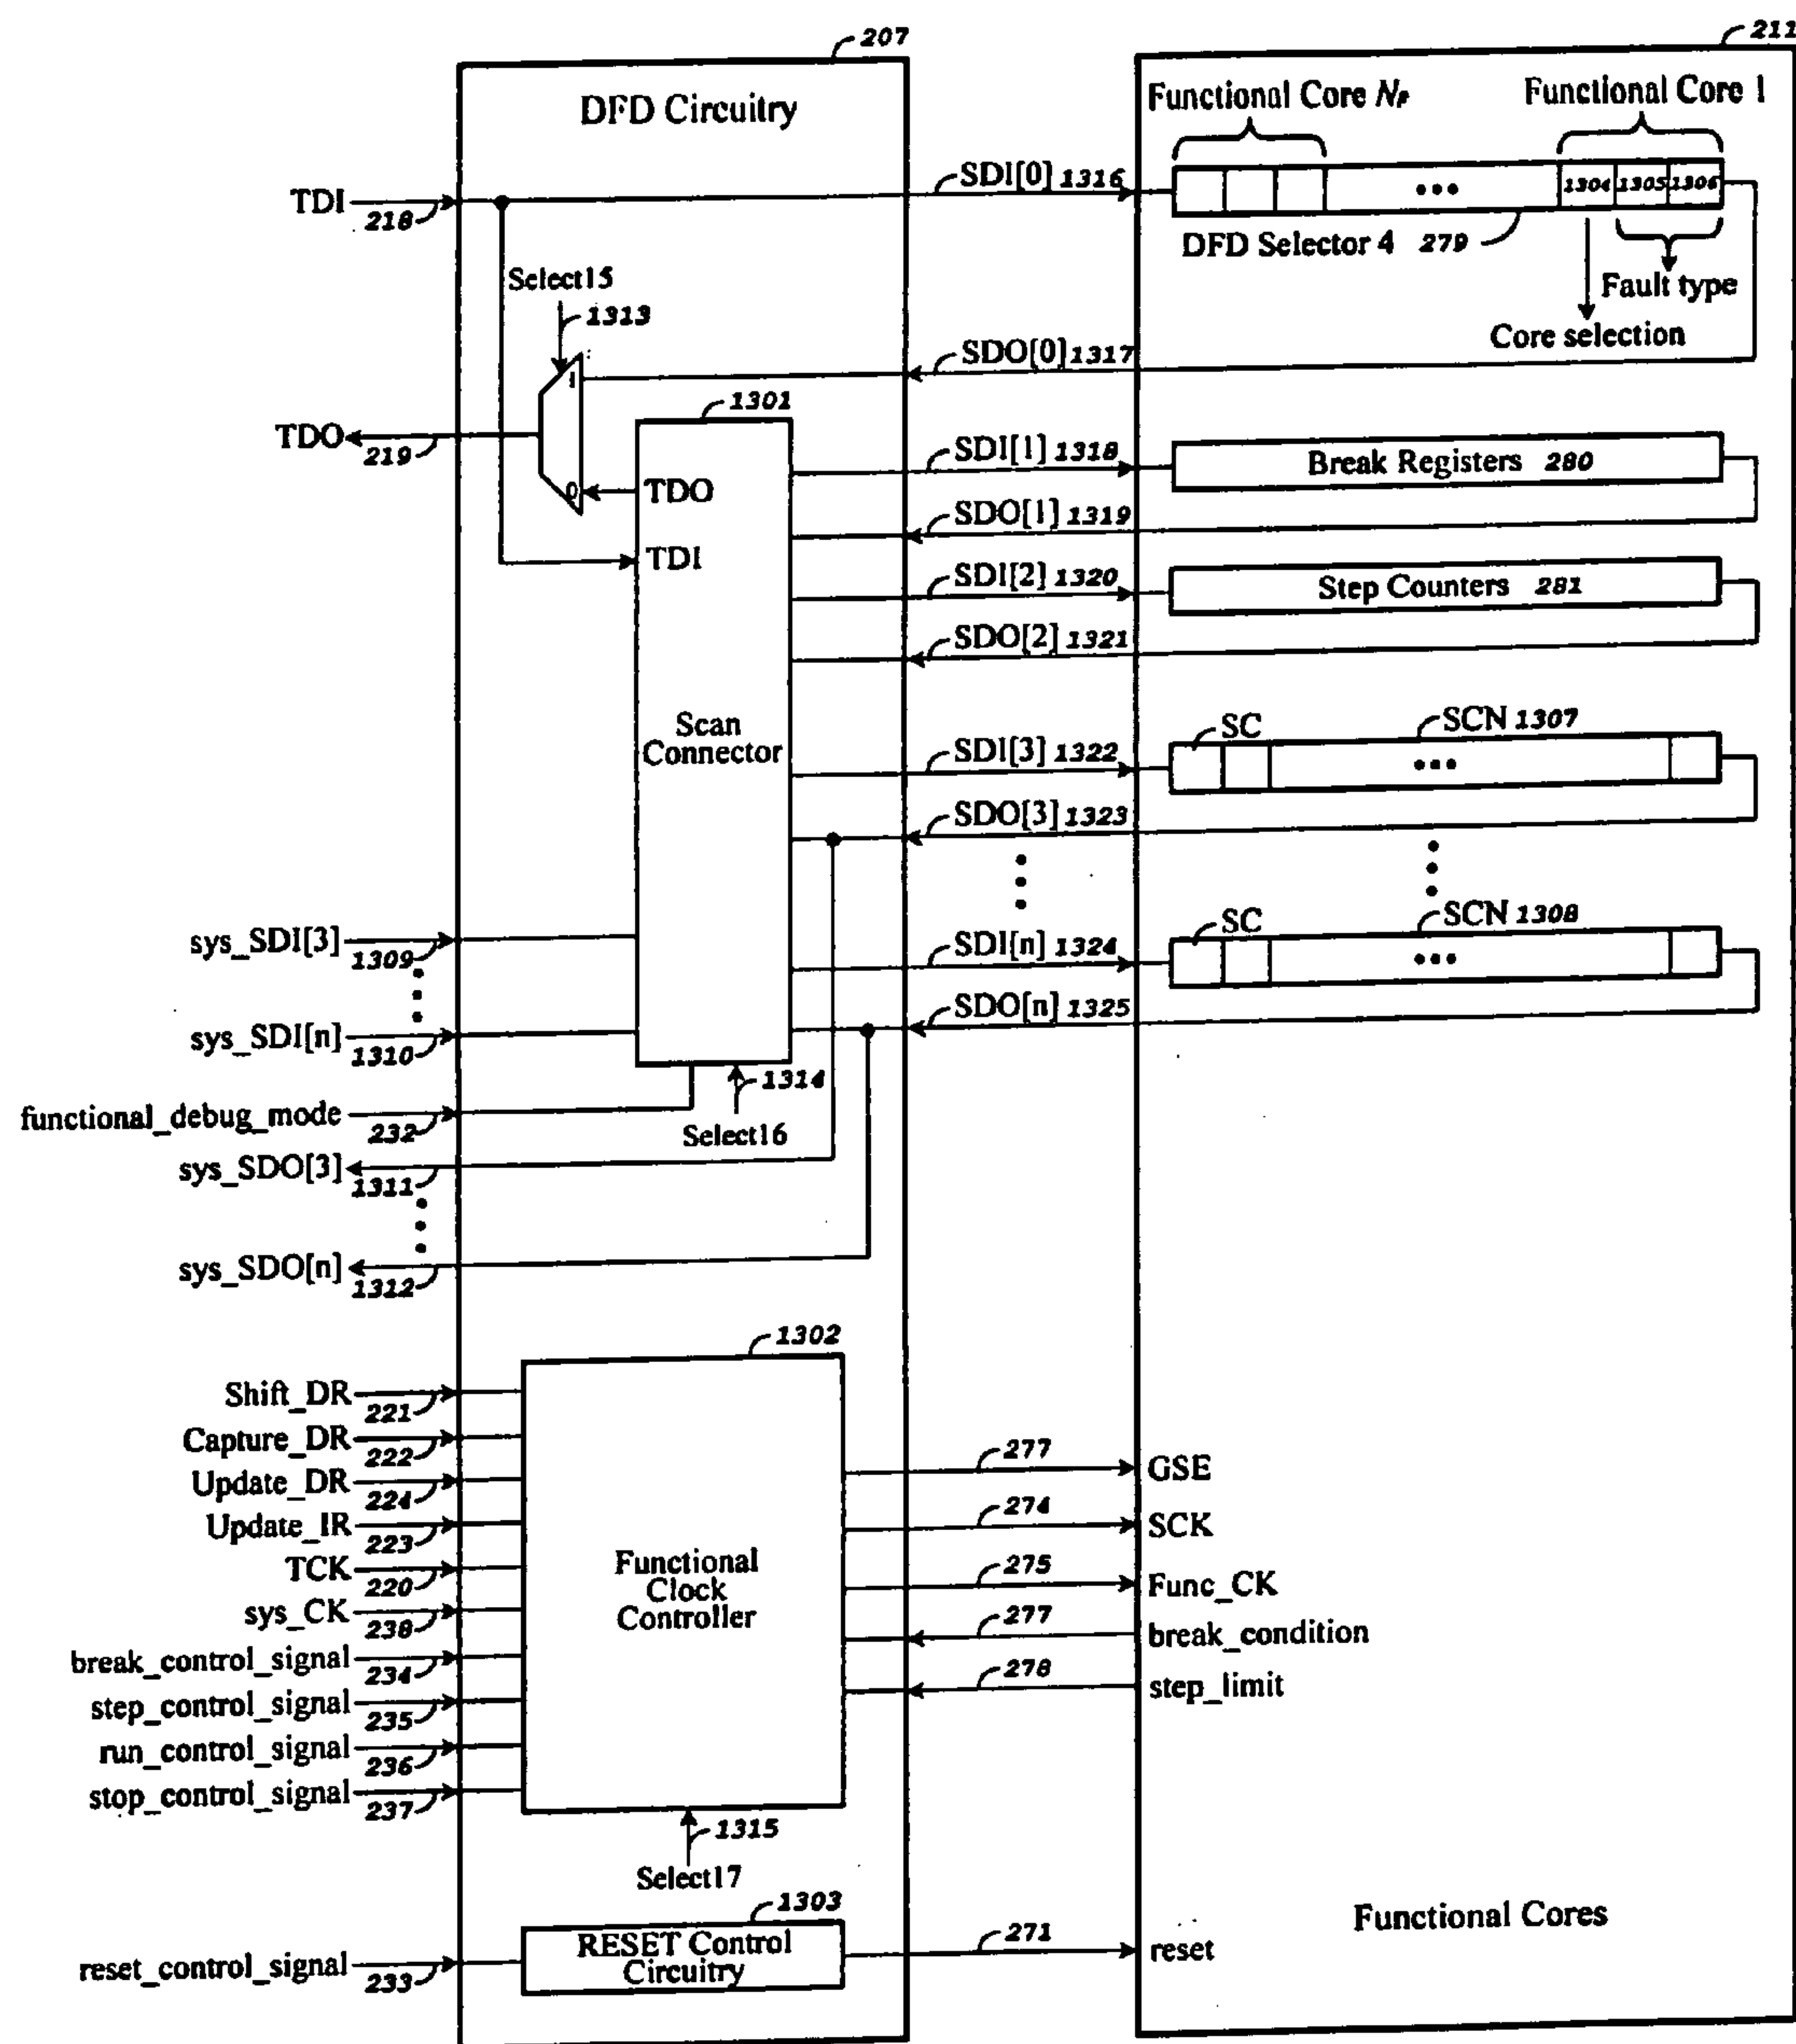 207
211
DFD Circuitry
Functional Core NF
Functional Core 1
TDI
218
SDI[0] 1316
1304
1305
1306
DFD Selector 4 279
Fault type
Core selection
Select15
1313
1
0
SDO[0] 1317
TDO
219
1301
TDO
TDI
Scan
Connector
SDI[1] 1318
Break Registers 280
SDO[1] 1319
SDI[2] 1320
Step Counters 281
SDO[2] 1321
SDI[3] 1322
SC
SCN 1307
SDO[3] 1323
sys_SDI[3]
1309
SDI[n] 1324
SC
SCN 1308
sys_SDI[n]
1310
SDO[n] 1325
1314
Select16
functional_debug_mode
232
sys_SDO[3]
1311
sys_SDO[n]
1312
1302
Shift_DR
221
Capture_DR
222
Update_DR
224
Update_IR
223
TCK
220
sys_CK
238
break_control_signal
234
step_control_signal
235
run_control_signal
236
stop_control_signal
237
Functional
Clock
Controller
277
GSE
274
SCK
275
Func_CK
277
break_condition
278
step_limit
1315
Select17
1303
RESET Control
Circuitry
reset_control_signal
233
271
reset
Functional Cores